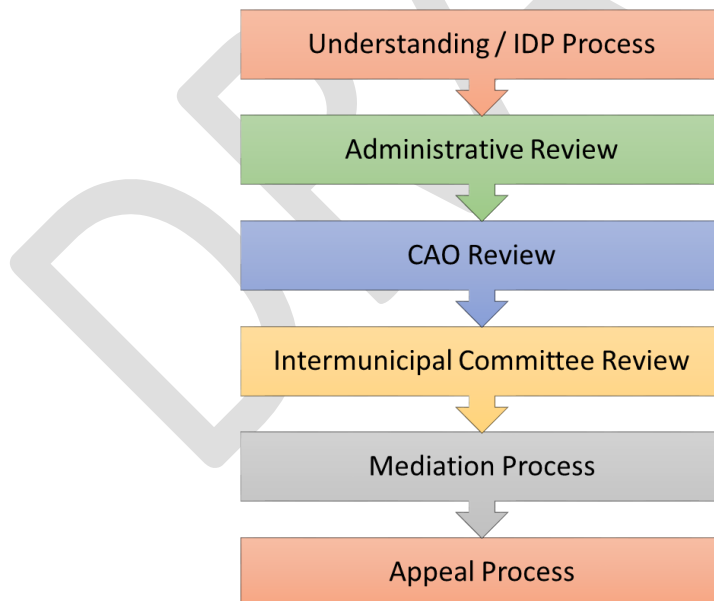 Understanding / IDP Process
Administrative Review
CAO Review
Intermunicipal Committee Review
Mediation Process
Appeal Process